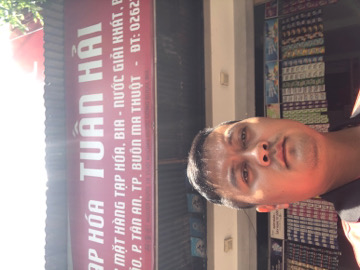 ẠP HÓA TUẤN HẢI
MẶT HÀNG TẠP HÓA, BIA - NƯỚC GIẢI KHÁT,
P. TÂN AN, TP. BUÔN MA THUỘT - ĐT: 0262